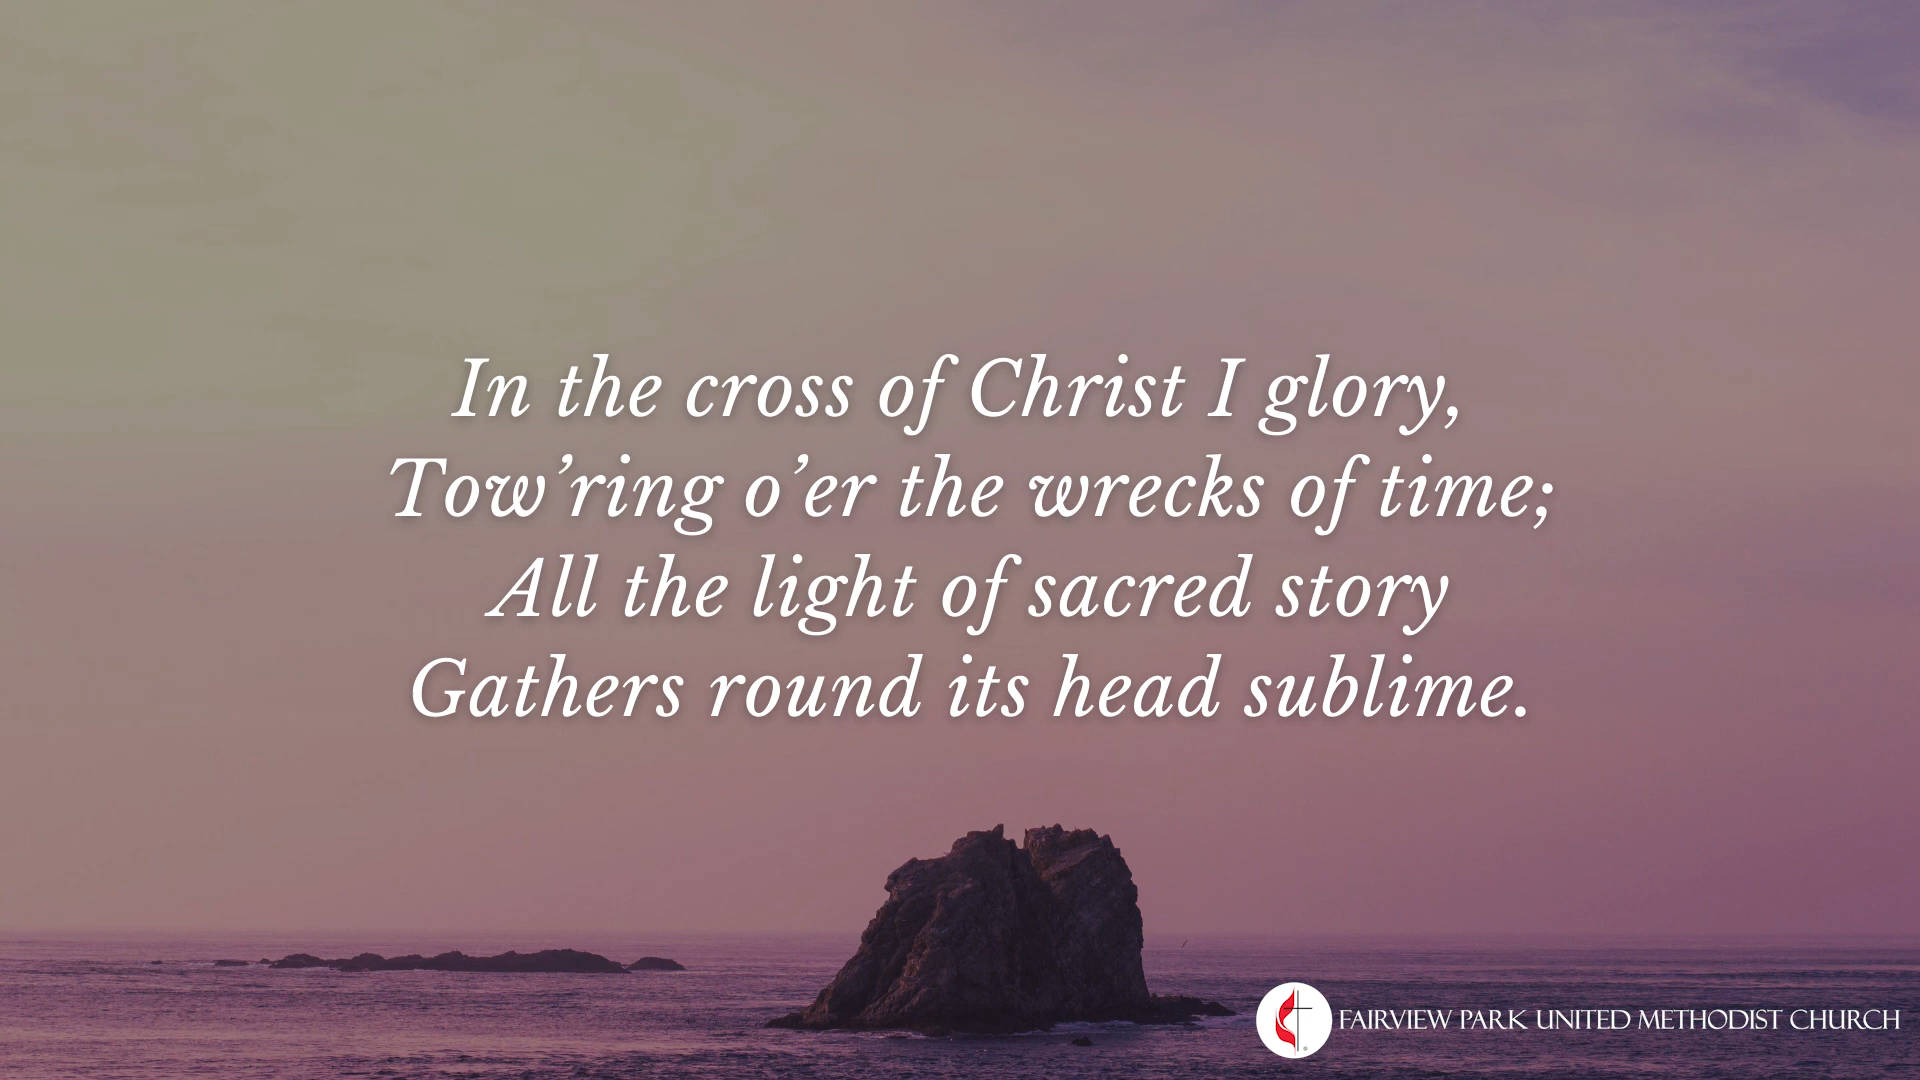 In the cross of Christ I glory,
Tow’ring o’er the wrecks of time;
All the light of sacred story
Gathers round its head sublime.
FAIRVIEW PARK UNITED METHODIST CHURCH